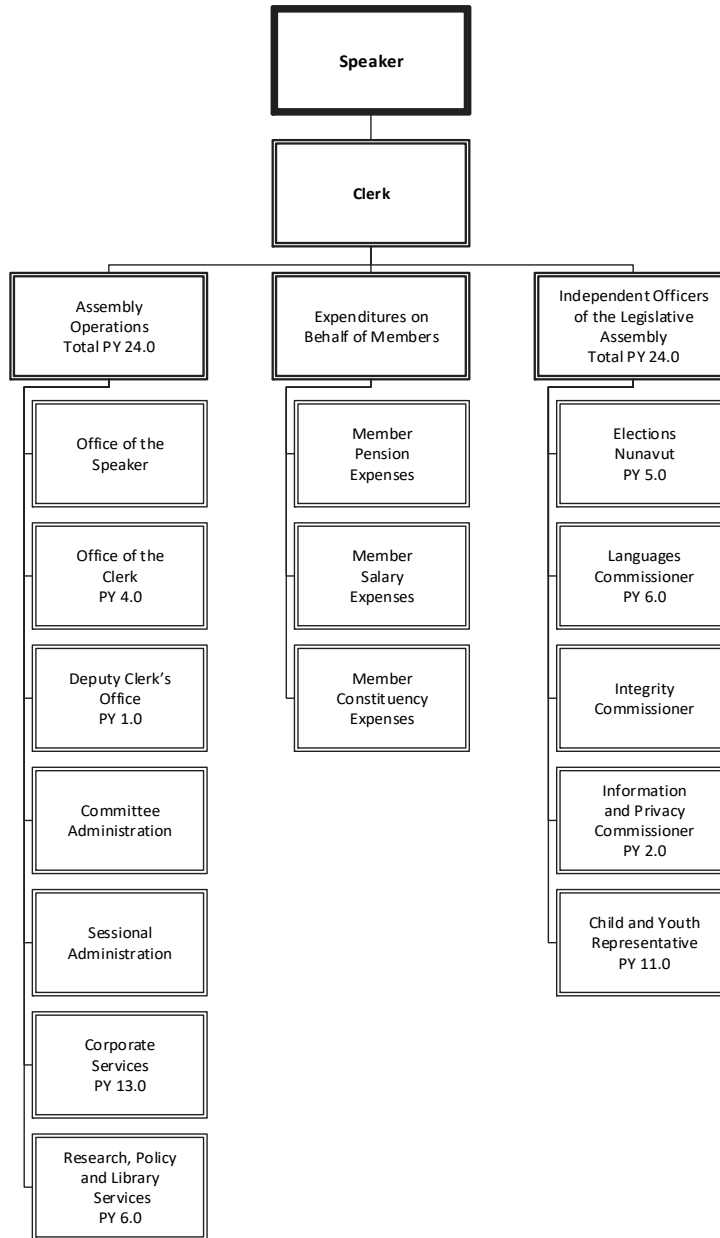 Speaker
Clerk
Assembly
Operations
Total PY 24.0
Office of the
Speaker
Office of the
Clerk
PY 4.0
Deputy Clerk’s
Office
PY 1.0
Committee
Administration
Sessional
Administration
Corporate
Services
PY 13.0
Research, Policy
and Library
Services
PY 6.0
Expenditures on
Behalf of Members
Member
Pension
Expenses
Member
Salary
Expenses
Member
Constituency
Expenses
Independent Officers
of the Legislative
Assembly
Total PY 24.0
Elections
Nunavut
PY 5.0
Languages
Commissioner
PY 6.0
Integrity
Commissioner
Information
and Privacy
Commissioner
PY 2.0
Child and Youth
Representative
PY 11.0